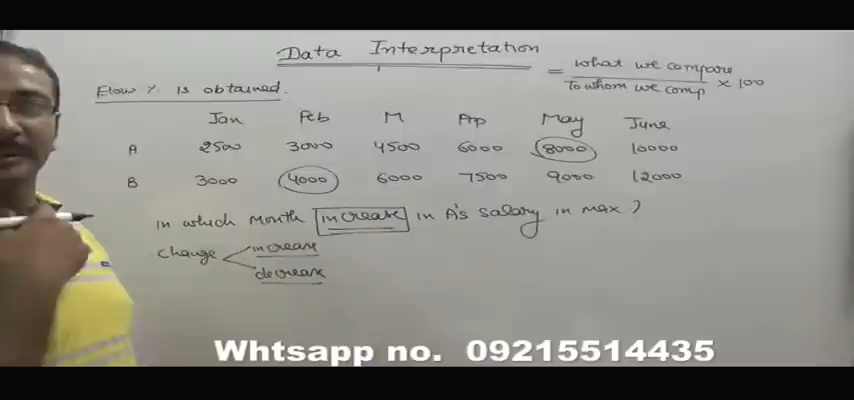 Data Interpretation
= what we compare
To whom we comp × 100
How % is obtained.
Jan Feb M Ap May June
A 2500 3000 4500 6000 8000 10000
B 3000 4000 6000 7500 9000 12000
in which Month increase in A's salary in max ?
change increase
decrease
Whtsapp no. 09215514435